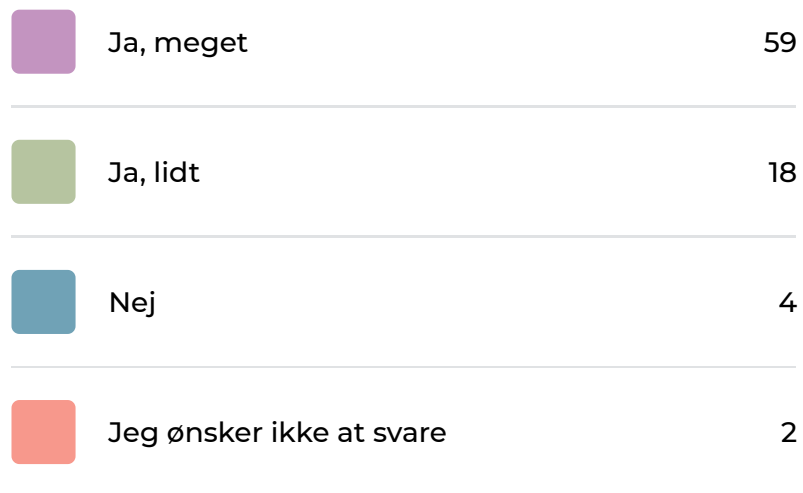 Ja, meget 59
Ja, lidt 18
Nej 4
Jeg ønsker ikke at svare 2